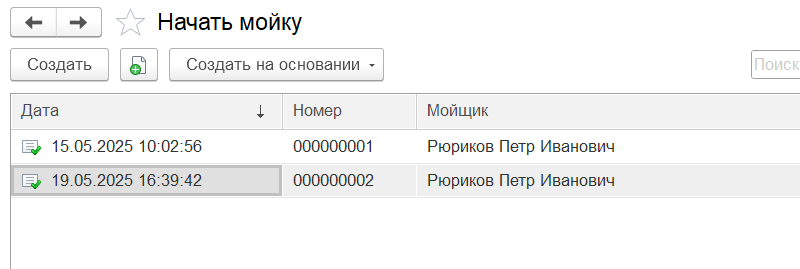 Начать мойку
Создать Создать на основании Поиск
Дата Номер Мойщик
15.05.2025 10:02:56 000000001 Рюриков Петр Иванович
19.05.2025 16:39:42 000000002 Рюриков Петр Иванович